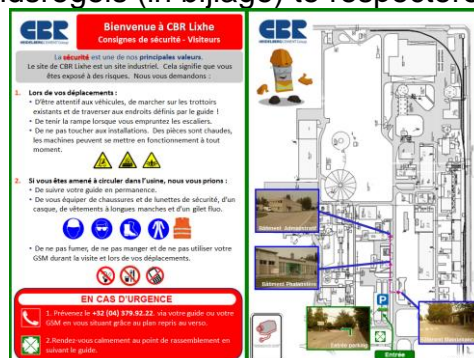 dsregels (in bijlage) te respecteren
CBR
HEIDELBERGCEMENT Group
Bienvenue à CBR Lixhe
Consignes de sécurité - Visiteurs
La sécurité est une de nos principales valeurs.
Le site de CBR Lixhe est un site industriel. Cela signifie que vous
êtes exposé à des risques. Nous vous demandons :
1. Lors de vos déplacements :
• D'être attentif aux véhicules, de marcher sur les trottoirs
existants et de traverser aux endroits définis par le guide !
• De tenir la rampe lorsque vous empruntez les escaliers.
• De ne pas toucher aux installations. Des pièces sont chaudes,
les machines peuvent se mettre en fonctionnement à tout
moment.
2. Si vous êtes amené à circuler dans l'usine, nous vous prions :
• De suivre votre guide en permanence.
• De vous équiper de chaussures et de lunettes de sécurité, d'un
casque, de vêtements à longues manches et d'un gilet fluo.
• De ne pas fumer, de ne pas manger et de ne pas utiliser votre
GSM durant la visite et lors de vos déplacements.
EN CAS D'URGENCE
1. Prévenez le +32 (04) 379.92.22. via votre guide ou votre
GSM en vous situant grâce au plan repris au verso.
2.Rendez-vous calmement au point de rassemblement en
suivant le guide.
CBR
HEIDELBERGCEMENT Group
Bâtiment Administratif
P
Entrée parking
Entrée